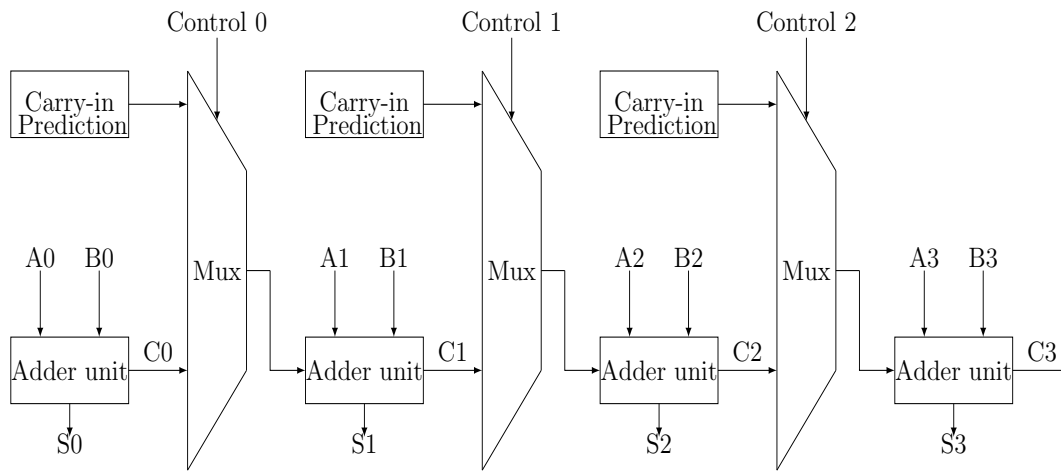 Control 0
Control 1
Control 2
Carry-in
Prediction
Carry-in
Prediction
Carry-in
Prediction
A0
B0
Mux
A1
B1
Mux
A2
B2
Mux
A3
B3
Adder unit
C0
Adder unit
C1
Adder unit
C2
Adder unit
C3
S0
S1
S2
S3